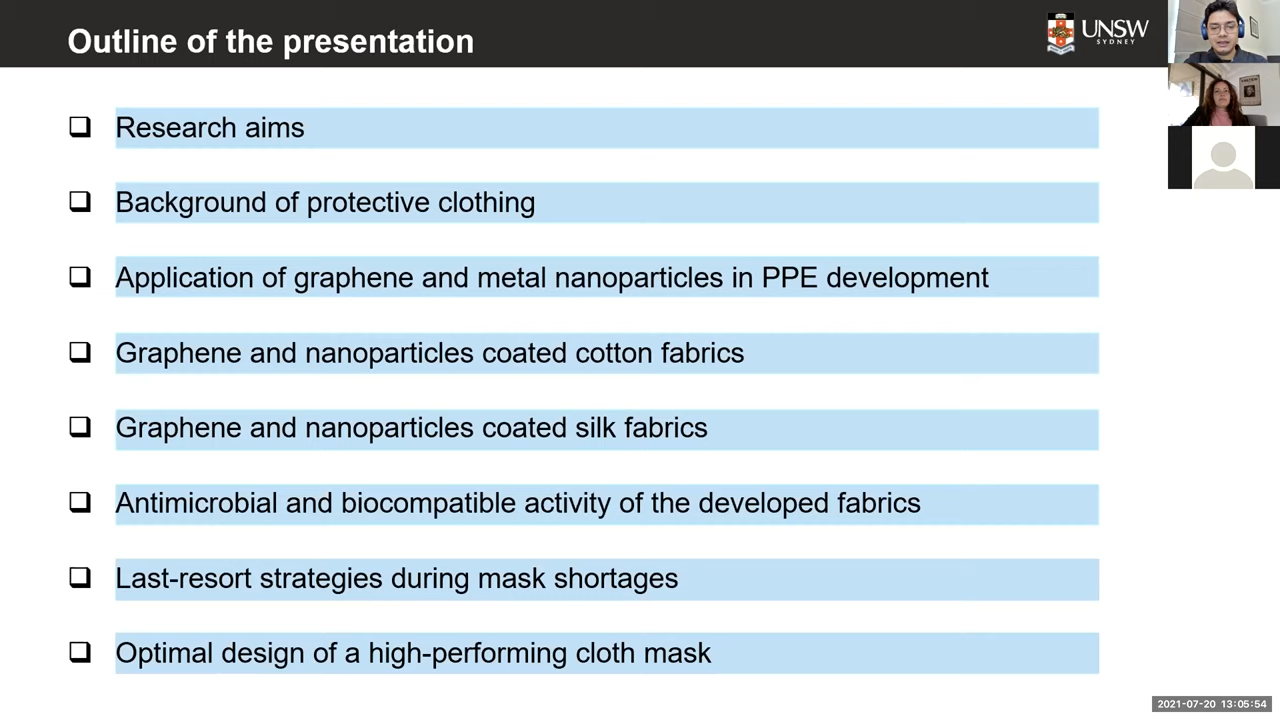 Outline of the presentation
UNSW
SYDNEY
Research aims
Background of protective clothing
Application of graphene and metal nanoparticles in PPE development
Graphene and nanoparticles coated cotton fabrics
Graphene and nanoparticles coated silk fabrics
Antimicrobial and biocompatible activity of the developed fabrics
Last-resort strategies during mask shortages
Optimal design of a high-performing cloth mask
2021-07-20 13:05:54